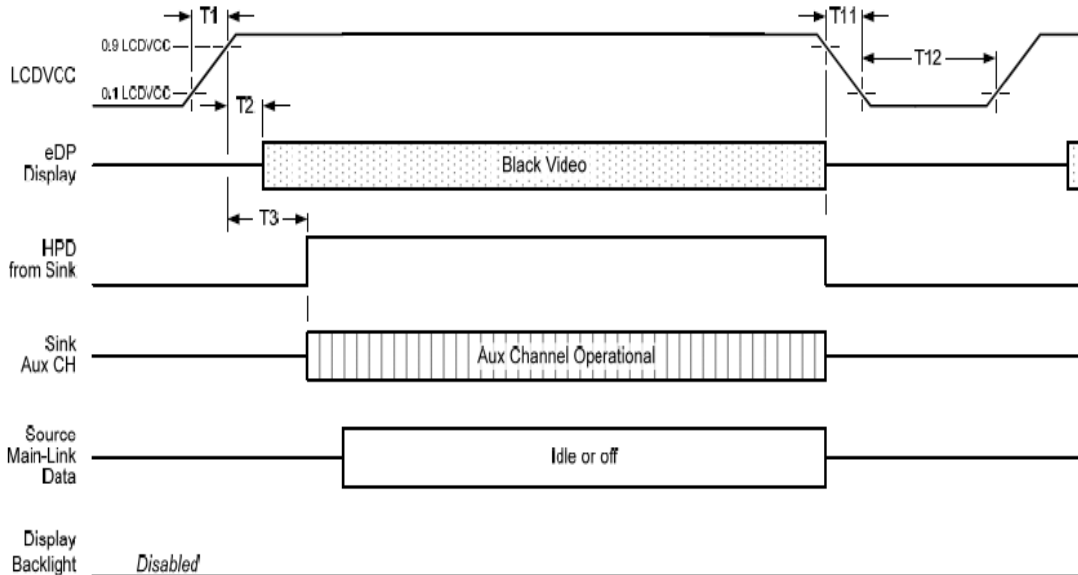 T1
T11
0.9 LCDVCC
T12
LCDVCC
0.1 LCDVCC
T2
eDP
Display
Black Video
T3
HPD
from Sink
Sink
Aux CH
Aux Channel Operational
Source
Main-Link
Data
Idle or off
Display
Backlight
Disabled